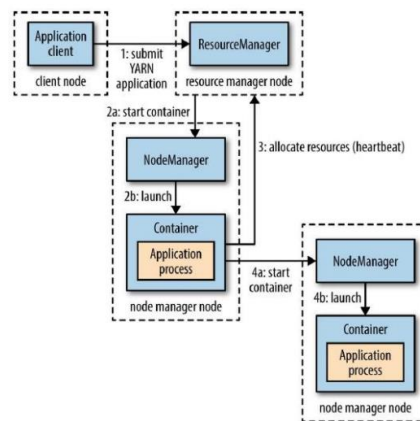 Application
client
client node
1: submit
YARN
application
ResourceManager
resource manager node
2a: start container
NodeManager
2b: launch
Container
Application
process
node manager node
3: allocate resources (heartbeat)
4a: start
container
NodeManager
4b: launch
Container
Application
process
node manager node